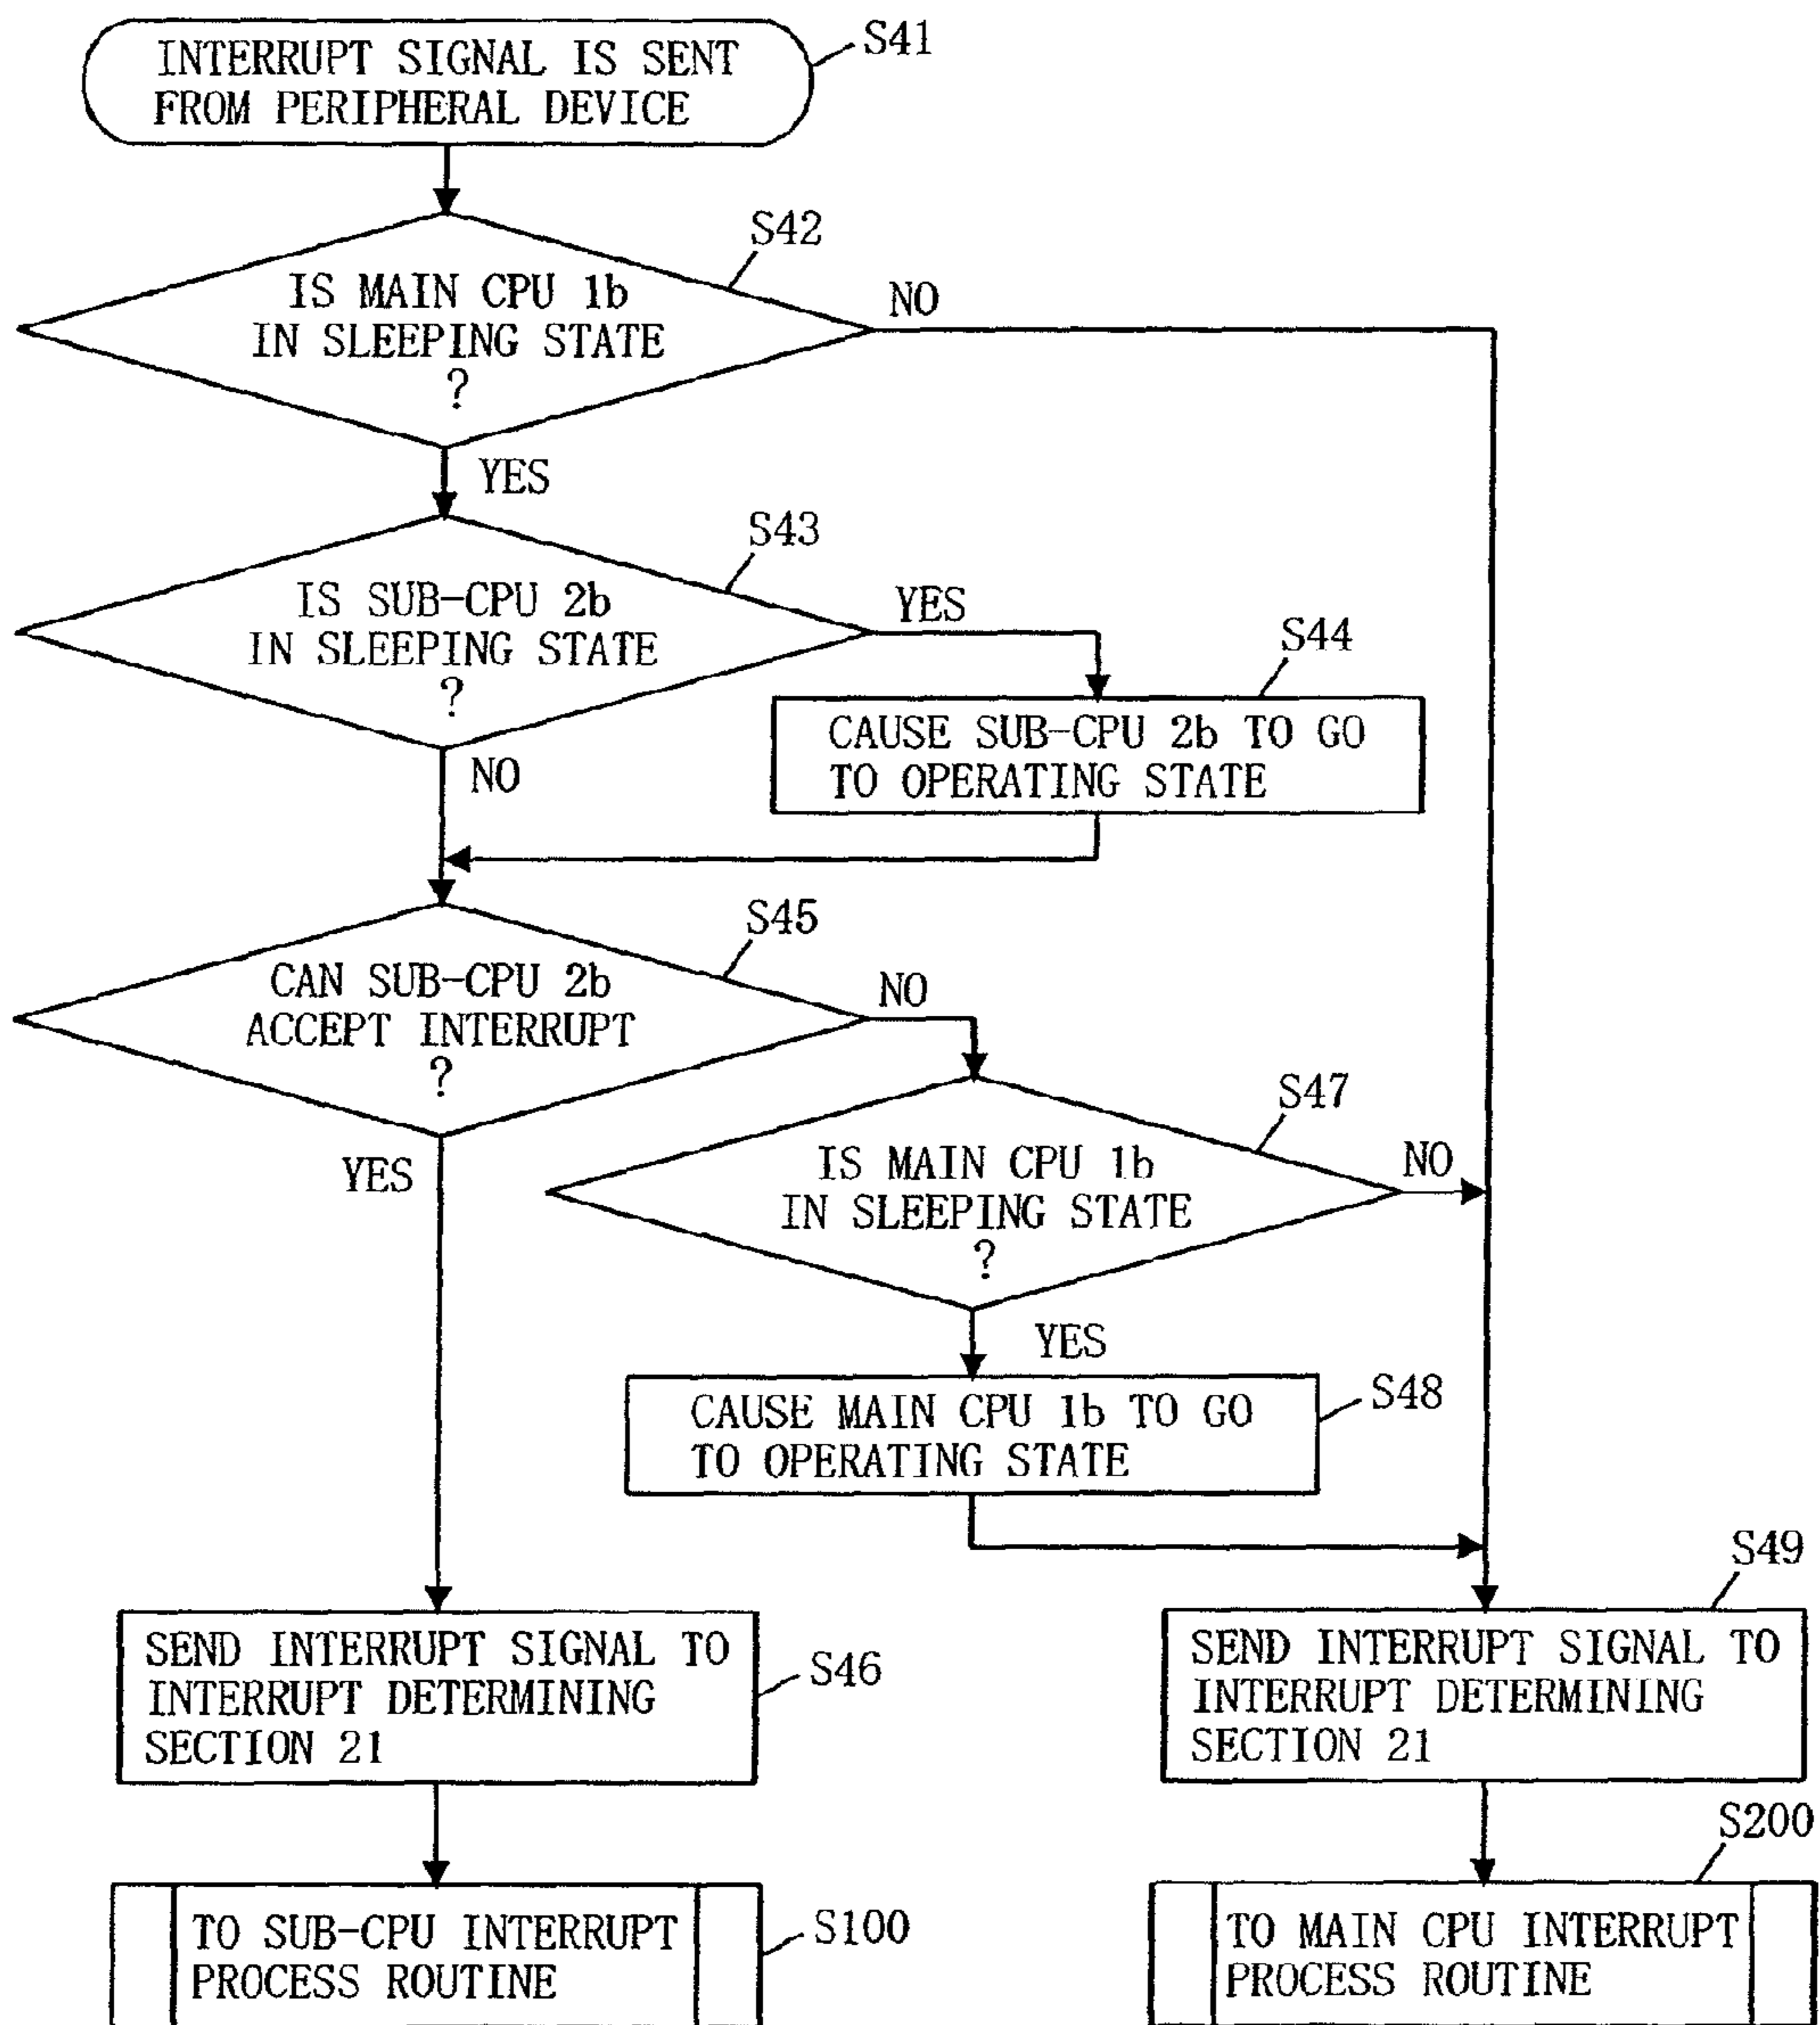 INTERRUPT SIGNAL IS SENT
FROM PERIPHERAL DEVICE
S41
S42
IS MAIN CPU 1b
IN SLEEPING STATE
?
NO
YES
S43
IS SUB-CPU 2b
IN SLEEPING STATE
?
YES
NO
S44
CAUSE SUB-CPU 2b TO GO
TO OPERATING STATE
S45
CAN SUB-CPU 2b
ACCEPT INTERRUPT
?
NO
YES
S47
IS MAIN CPU 1b
IN SLEEPING STATE
?
NO
YES
CAUSE MAIN CPU 1b TO GO
TO OPERATING STATE
S48
SEND INTERRUPT SIGNAL TO
INTERRUPT DETERMINING
SECTION 21
S46
S49
SEND INTERRUPT SIGNAL TO
INTERRUPT DETERMINING
SECTION 21
TO SUB-CPU INTERRUPT
PROCESS ROUTINE
S100
S200
TO MAIN CPU INTERRUPT
PROCESS ROUTINE